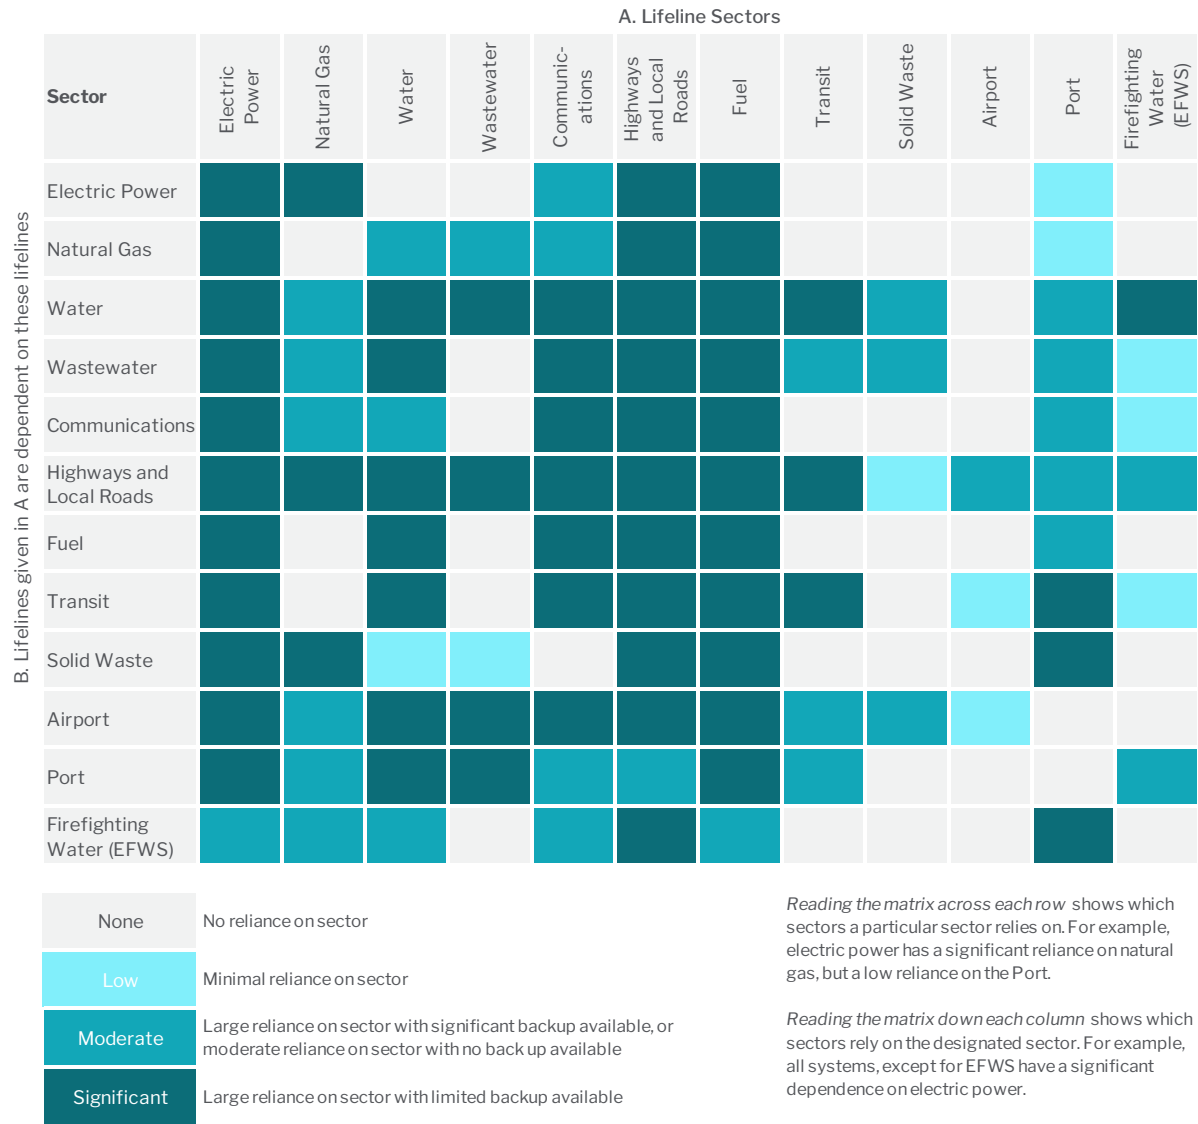 A. Lifeline Sectors
Sector
Electric
Power
Natural Gas
Water
Wastewater
Communic-
ations
Highways
and Local
Roads
Fuel
Transit
Solid Waste
Airport
Port
Firefighting
Water
(EFWS)
B. Lifelines given in A are dependent on these lifelines
Electric Power
Natural Gas
Water
Wastewater
Communications
Highways and
Local Roads
Fuel
Transit
Solid Waste
Airport
Port
Firefighting
Water (EFWS)
None
No reliance on sector
Low
Minimal reliance on sector
Moderate
Large reliance on sector with significant backup available, or
moderate reliance on sector with no back up available
Significant
Large reliance on sector with limited backup available
Reading the matrix across each row shows which
sectors a particular sector relies on. For example,
electric power has a significant reliance on natural
gas, but a low reliance on the Port.
Reading the matrix down each column shows which
sectors rely on the designated sector. For example,
all systems, except for EFWS have a significant
dependence on electric power.